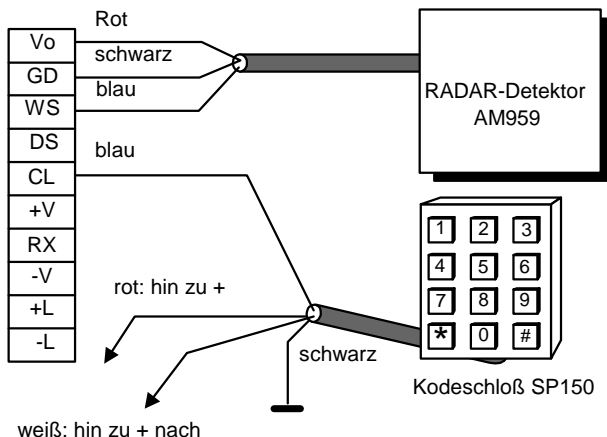 Rot
Vo
schwarz
GD
blau
WS
RADAR-Detektor
AM959
DS
blau
CL
+V
RX
-V
+L
-L
1 2 3
4 5 6
7 8 9
* 0 #
rot: hin zu +
schwarz
Kodeschloß SP150
weiß: hin zu + nach